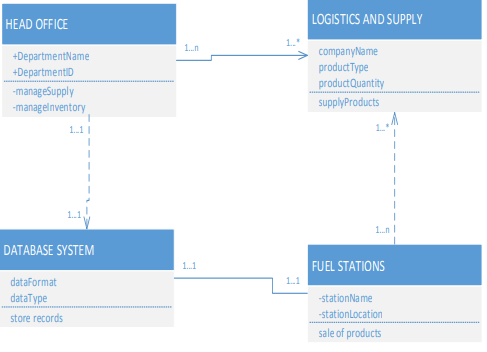 HEAD OFFICE
+DepartmentName
+DepartmentID
-manageSupply
-manageInventory
LOGISTICS AND SUPPLY
companyName
productType
productQuantity
supplyProducts
1...n
1...*
1...1
1...1
1...*
1...n
DATABASE SYSTEM
dataFormat
dataType
store records
1...1
1...1
FUEL STATIONS
-stationName
-stationLocation
sale of products